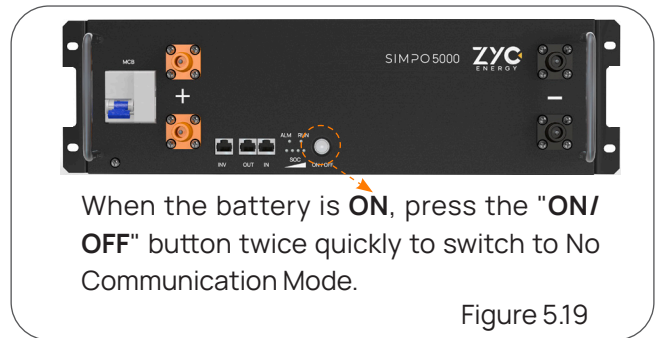 MCB
SIMPO5000 ZYC
ENERGY
+
−
ALM RUN
INV OUT IN SOC ON/OFF
When the battery is ON, press the "ON/
OFF" button twice quickly to switch to No
Communication Mode.
Figure 5.19